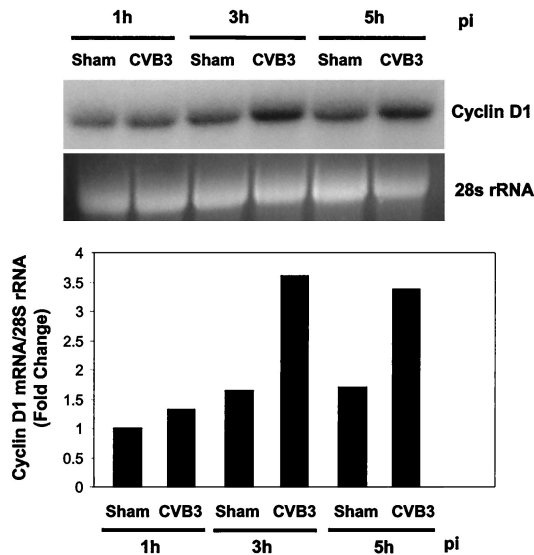 1h 3h 5h pi
Sham CVB3 Sham CVB3 Sham CVB3
Cyclin D1
28s rRNA
Cyclin D1 mRNA/28S rRNA
(Fold Change)
4
3.5
3
2.5
2
1.5
1
0.5
0
Sham CVB3 Sham CVB3 Sham CVB3
1h 3h 5h pi